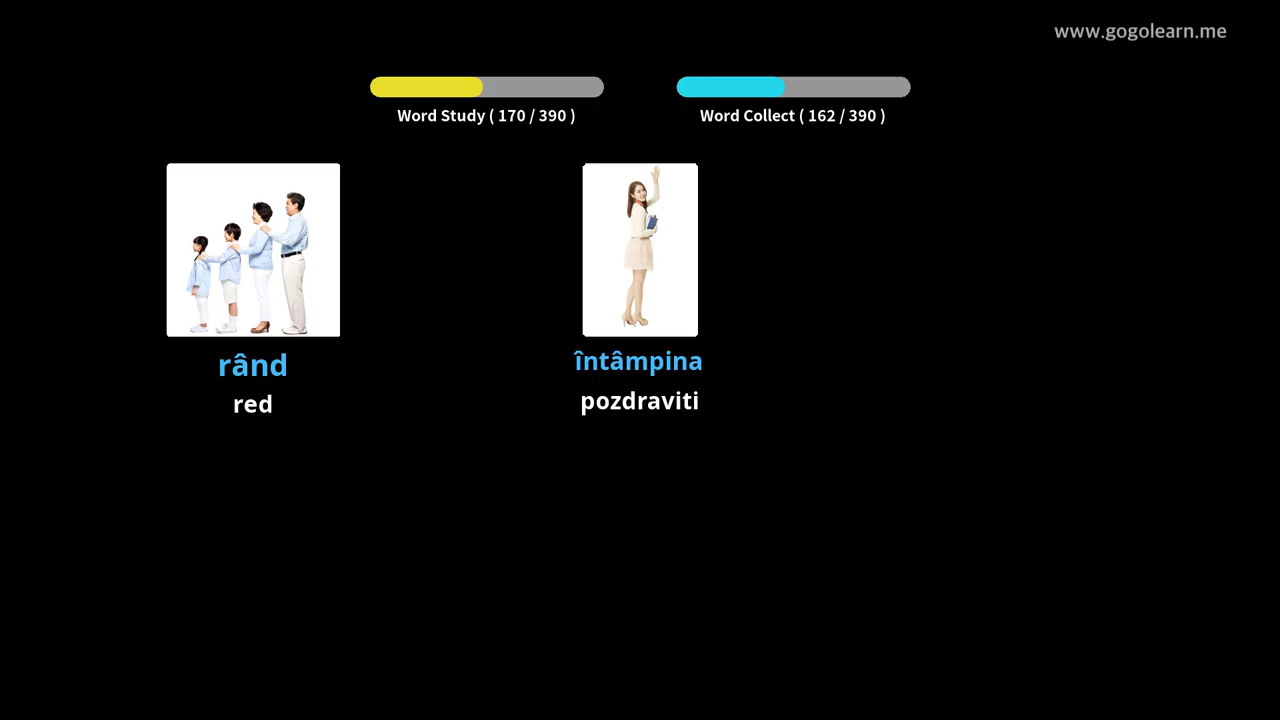 www.gogolearn.me
Word Study ( 170 / 390 )
Word Collect ( 162 / 390 )
rând
red
întâmpina
pozdraviti